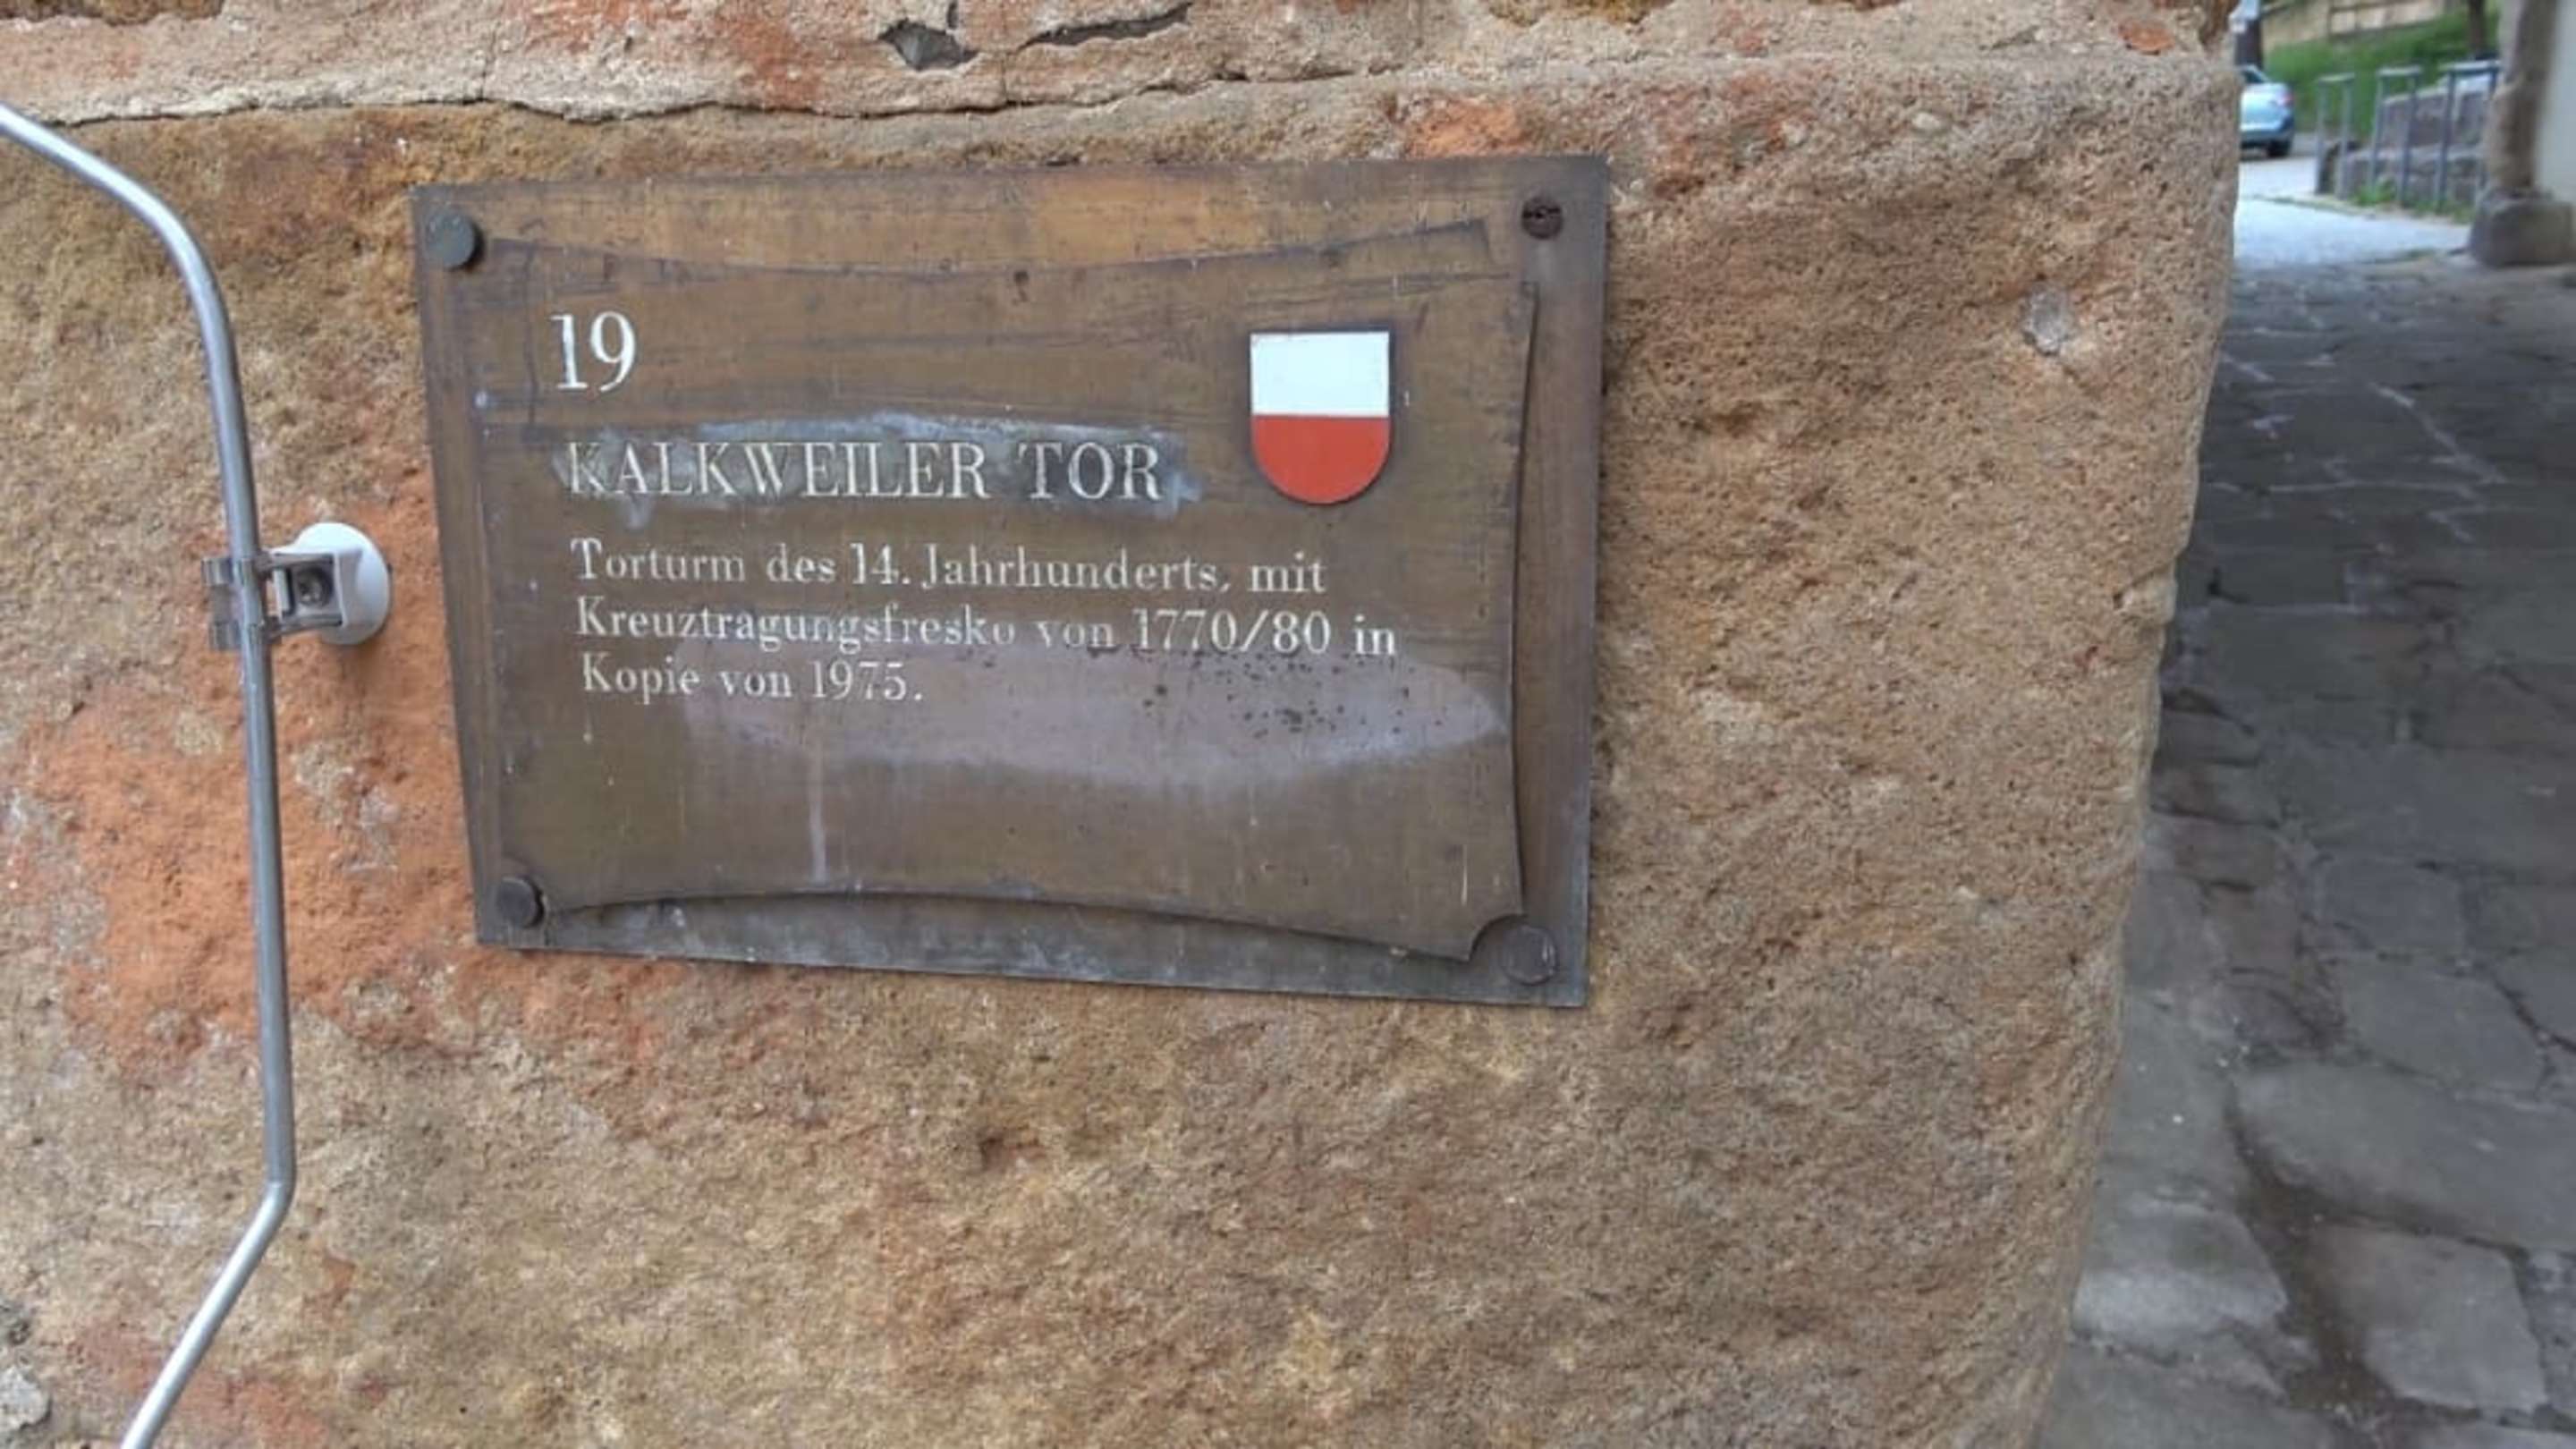 19
KALKWEILER TOR
Torturm des 14. Jahrhunderts, mit
Kreuztragungsfresko von 1770/80 in
Kopie von 1975.